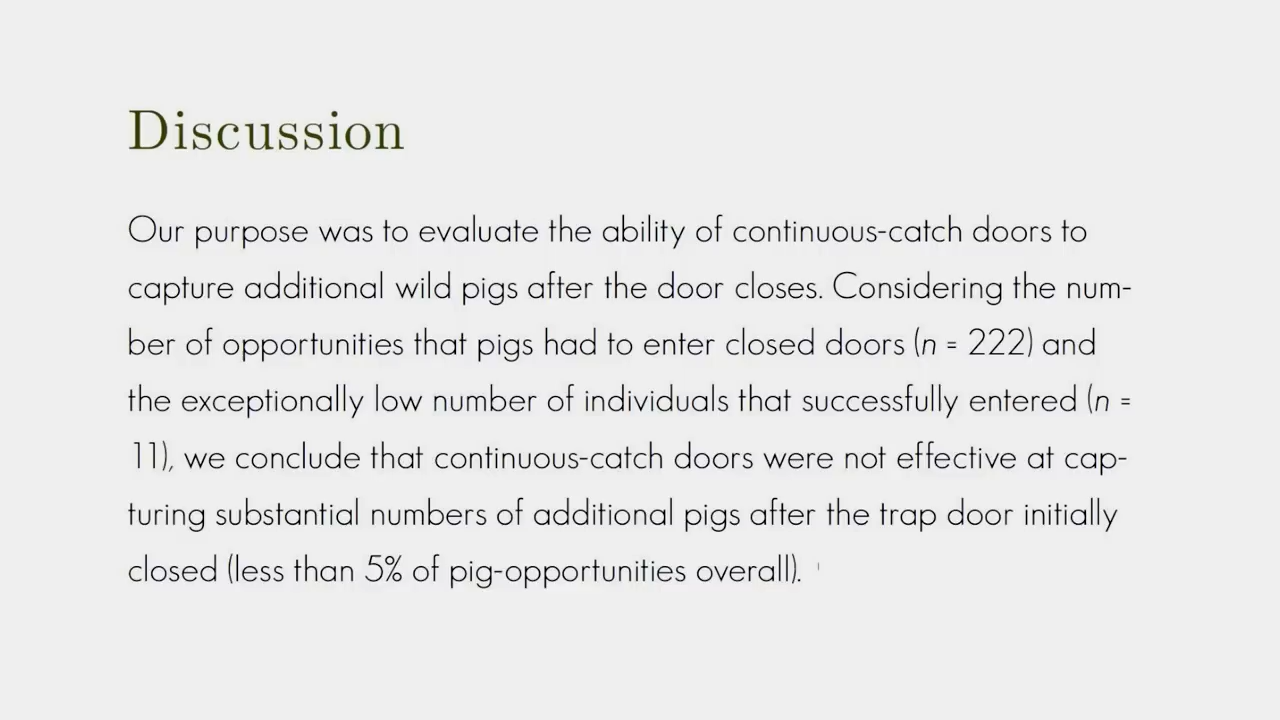 Discussion
Our purpose was to evaluate the ability of continuous-catch doors to
capture additional wild pigs after the door closes. Considering the num-
ber of opportunities that pigs had to enter closed doors (n = 222) and
the exceptionally low number of individuals that successfully entered (n =
11), we conclude that continuous-catch doors were not effective at cap-
turing substantial numbers of additional pigs after the trap door initially
closed (less than 5% of pig-opportunities overall).